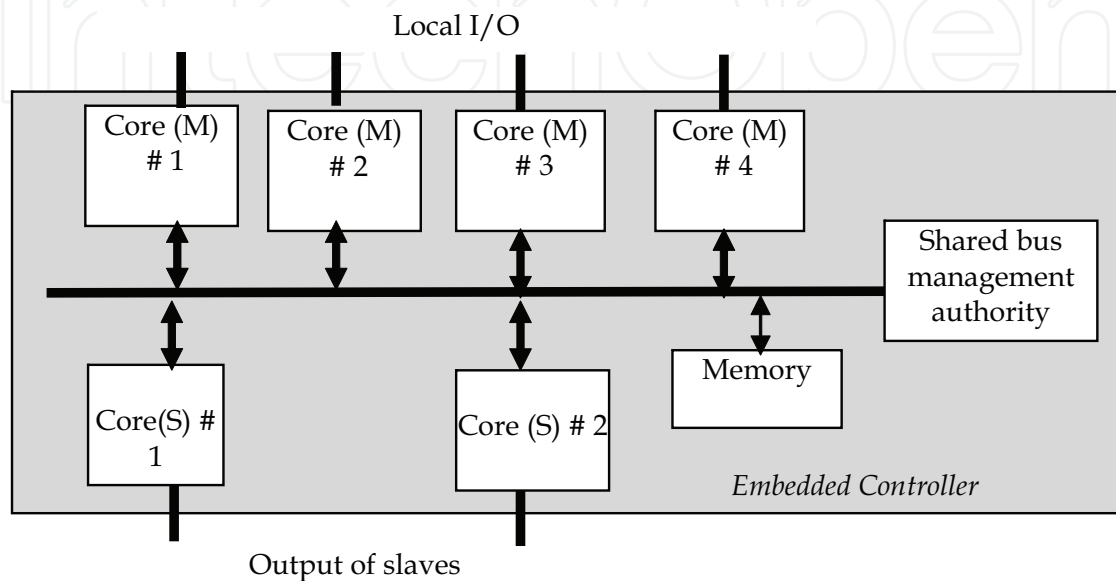 IntechOpen
Local I/O
Core (M)
# 1
Core (M)
# 2
Core (M)
# 3
Core (M)
# 4
Shared bus
management
authority
Core(S) #
1
Core (S) # 2
Memory
Embedded Controller
Output of slaves